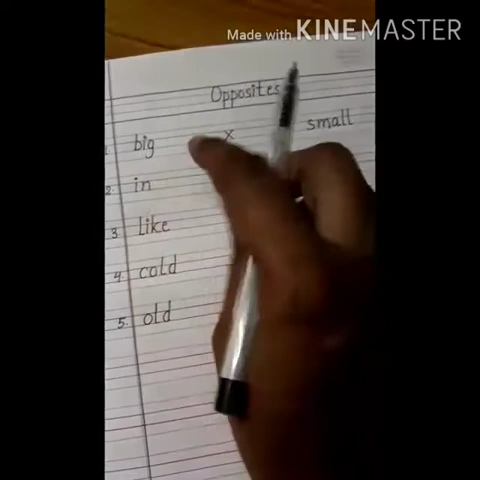 Made with KINEMASTER
Opposites
1. big x small
2. in
3. like
4. cold
5. old